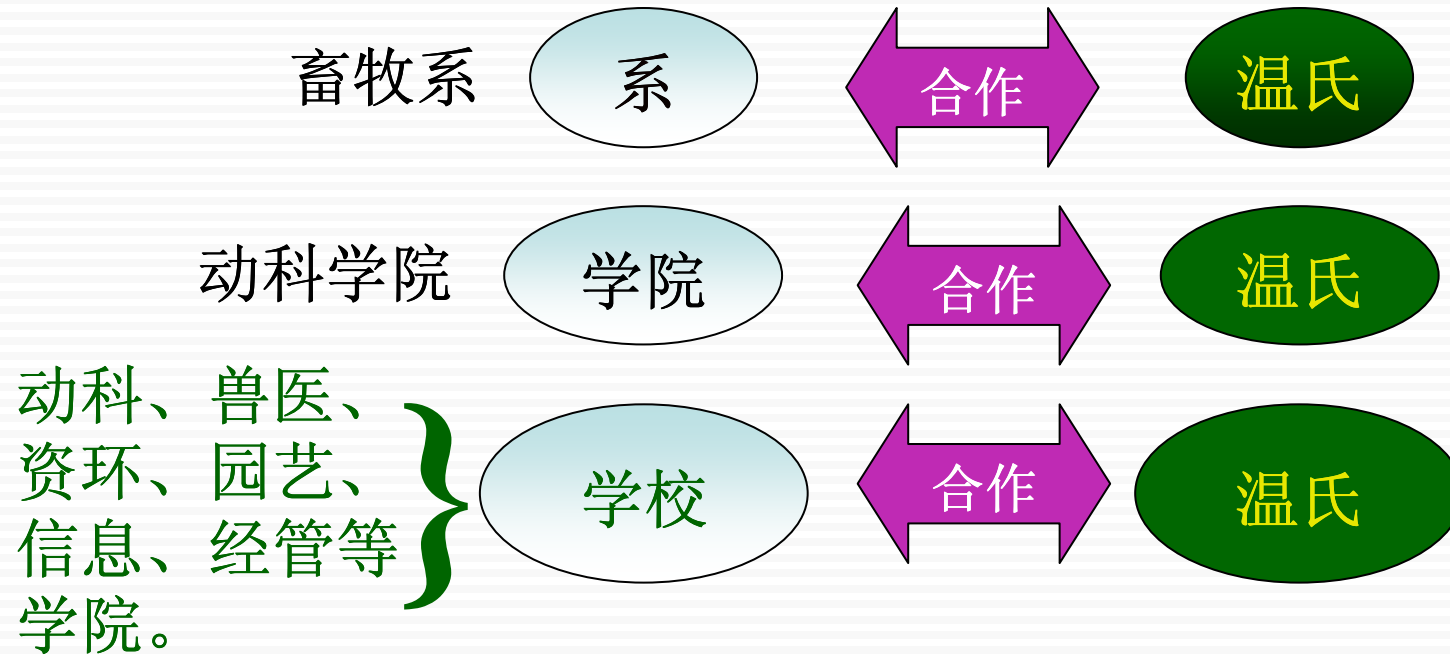 畜牧系 系 合作 温氏
动科学院 学院 合作 温氏
动科、兽医、
资环、园艺、
信息、经管等
学院。
学校 合作 温氏